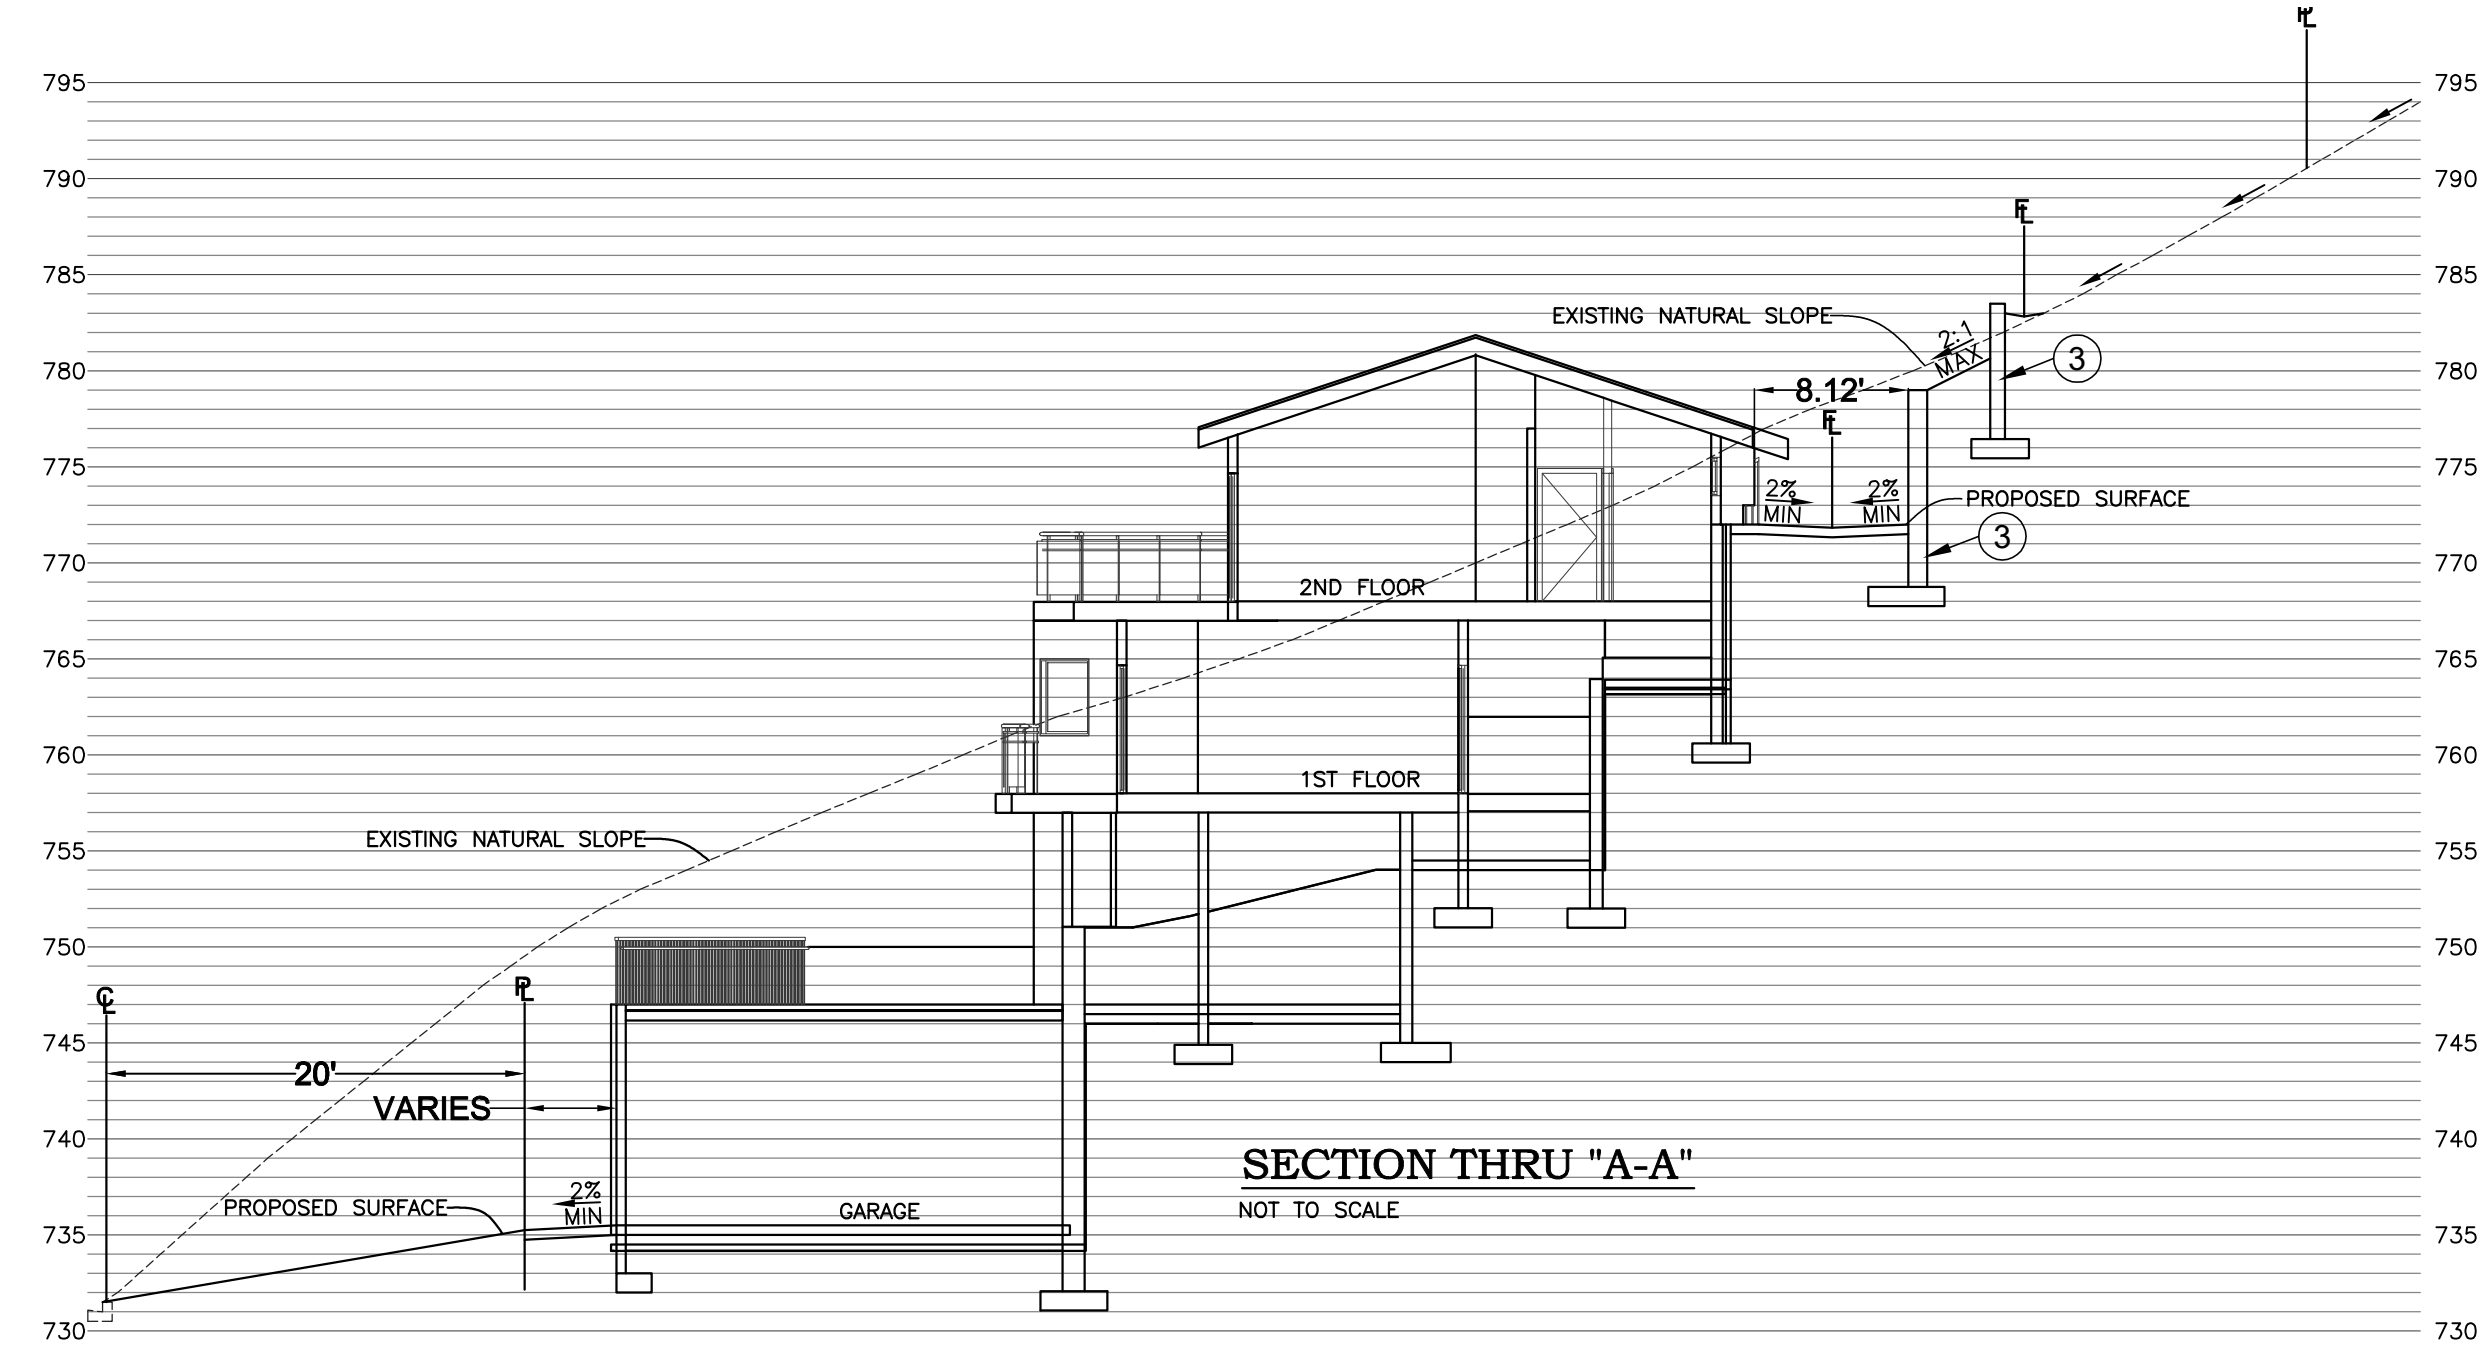 PL
795
795
790
790
FL
785
785
EXISTING NATURAL SLOPE
2:1
MAX
3
780
780
8.12'
FL
775
775
2%
MIN
2%
MIN
PROPOSED SURFACE
3
770
770
2ND FLOOR
765
765
760
760
1ST FLOOR
EXISTING NATURAL SLOPE
755
755
750
750
CL
PL
745
745
20'
VARIES
740
740
SECTION THRU "A-A"
NOT TO SCALE
2%
MIN
PROPOSED SURFACE
GARAGE
735
735
730
730